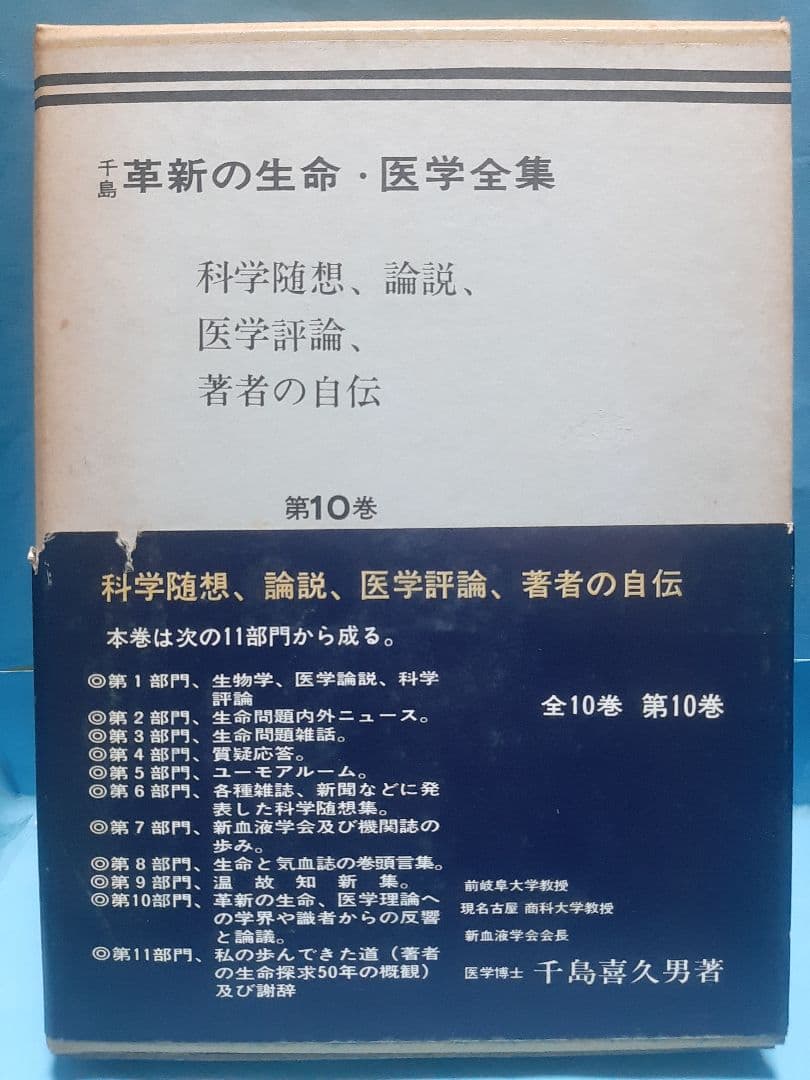 千島 革新の生命・医学全集
科学随想、論説、
医学評論、
著者の自伝
第10巻
科学随想、論説、医学評論、著者の自伝
本巻は次の11部門から成る。
◎第1部門、生物学、医学論説、科学
評論
◎第2部門、生命問題内外ニュース。
◎第3部門、生命問題雑話。
◎第4部門、質疑応答。
◎第5部門、ユーモアルーム。
◎第6部門、各種雑誌、新聞などに発
表した科学随想集。
◎第7部門、新血液学会及び機関誌の
歩み。
◎第8部門、生命と気血誌の巻頭言集。
◎第9部門、温故知新集。
◎第10部門、革新の生命、医学理論へ
の学界や識者からの反響
と論議。
◎第11部門、私の歩んできた道(著者
の生命探求50年の概観)
及び謝辞
全10巻 第10巻
前岐阜大学教授
現名古屋 商科大学教授
新血液学会会長
医学博士 千島喜久男著